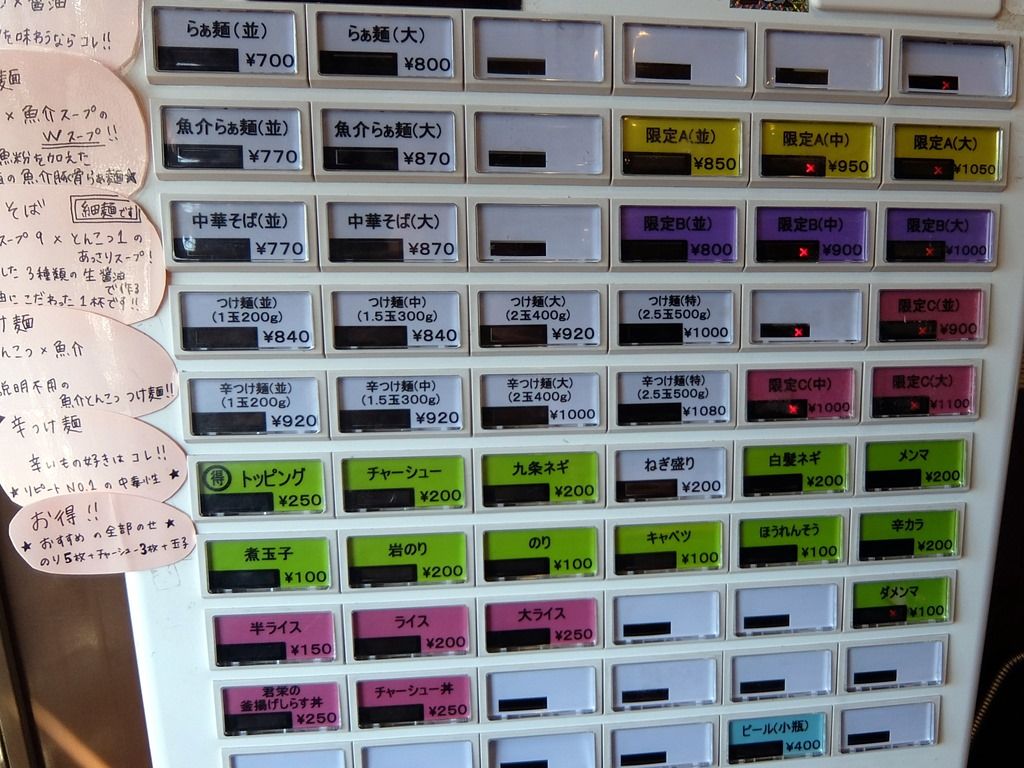 醤油
を味わうなら コレ!!
麺
× 魚介スープの
Wスープ!!
魚粉を加えた
の魚介豚骨らぁ麺★
そば 細麺です
スープ9 × とんこつ1の
あっさりスープ!
した 3種類の生醤油
で作る
油にこだわった1杯です!!
け麺
んこつ × 魚介
説明不用の
魚介とんこつ つけ麺!!
辛つけ麺
辛いもの好きは コレ!!
★リピートNO.1 の 中毒性★
お得!!
★おすすめ の全部のせ★
のり5枚+チャーシュー3枚+玉子
らぁ麺(並) ¥700
らぁ麺(大) ¥800
魚介らぁ麺(並) ¥770
魚介らぁ麺(大) ¥870
限定A(並) ¥850
限定A(中) ¥950
限定A(大) ¥1050
中華そば(並) ¥770
中華そば(大) ¥870
限定B(並) ¥800
限定B(中) ¥900
限定B(大) ¥1000
つけ麺(並)
(1玉200g)
¥840
つけ麺(中)
(1.5玉300g)
¥840
つけ麺(大)
(2玉400g)
¥920
つけ麺(特)
(2.5玉500g)
¥1000
限定C(並) ¥900
辛つけ麺(並)
(1玉200g)
¥920
辛つけ麺(中)
(1.5玉300g)
¥920
辛つけ麺(大)
(2玉400g)
¥1000
辛つけ麺(特)
(2.5玉500g)
¥1080
限定C(中) ¥1000
限定C(大) ¥1100
得 トッピング ¥250
チャーシュー ¥200
九条ネギ ¥200
ねぎ盛り ¥200
白髪ネギ ¥200
メンマ ¥200
煮玉子 ¥100
岩のり ¥200
のり ¥100
キャベツ ¥100
ほうれんそう ¥100
辛カラ ¥200
半ライス ¥150
ライス ¥200
大ライス ¥250
ダメンマ ¥100
君栄の
釜揚げしらす丼
¥250
チャーシュー丼 ¥250
ビール(小瓶) ¥400